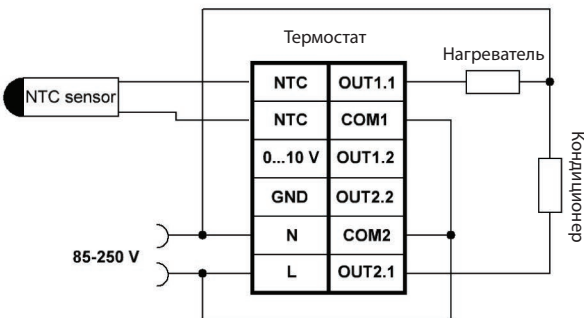 Термостат
Нагреватель
NTC sensor
NTC OUT1.1
NTC COM1
0...10 V OUT1.2
GND OUT2.2
N COM2
L OUT2.1
85-250 V
Кондиционер